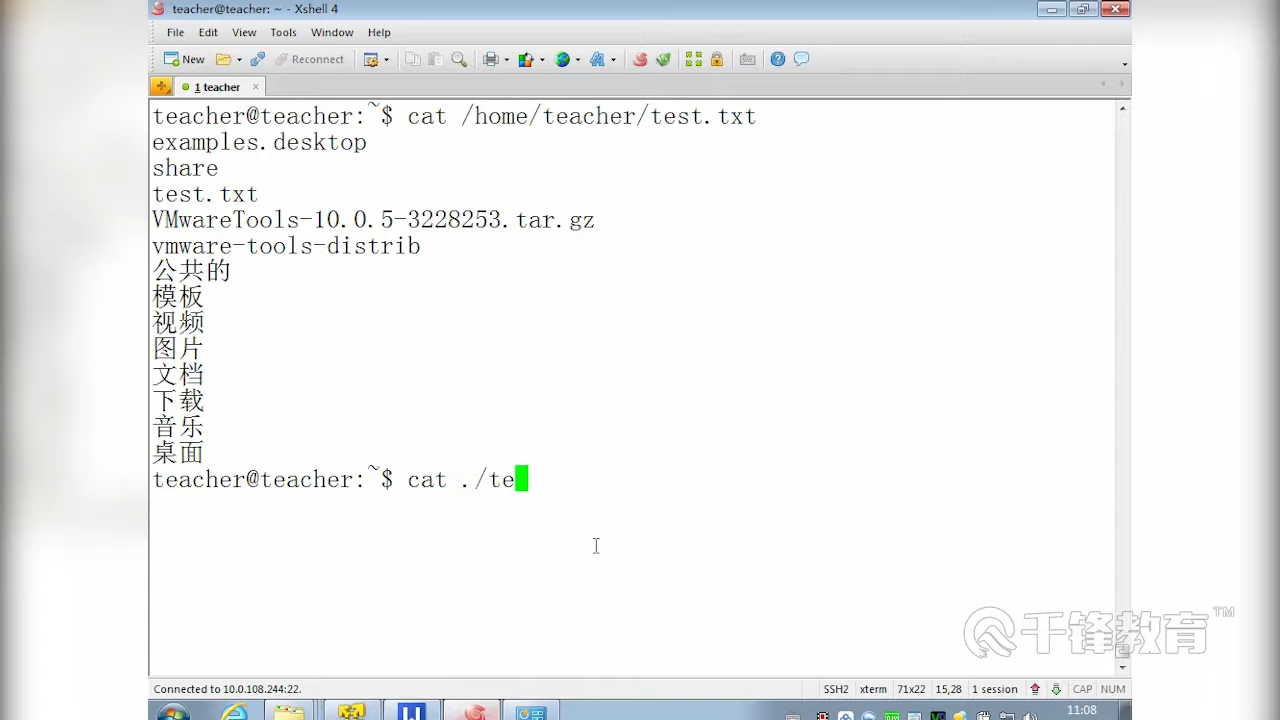 teacher@teacher: ~ - Xshell 4
File Edit View Tools Window Help
New Reconnect
1 teacher
teacher@teacher:~$ cat /home/teacher/test.txt
examples.desktop
share
test.txt
VMwareTools-10.0.5-3228253.tar.gz
vmware-tools-distrib
公共的
模板
视频
图片
文档
下载
音乐
桌面
teacher@teacher:~$ cat ./te
千锋教育™
Connected to 10.0.108.244:22. SSH2 xterm 71x22 15,28 1 session CAP NUM
11:08